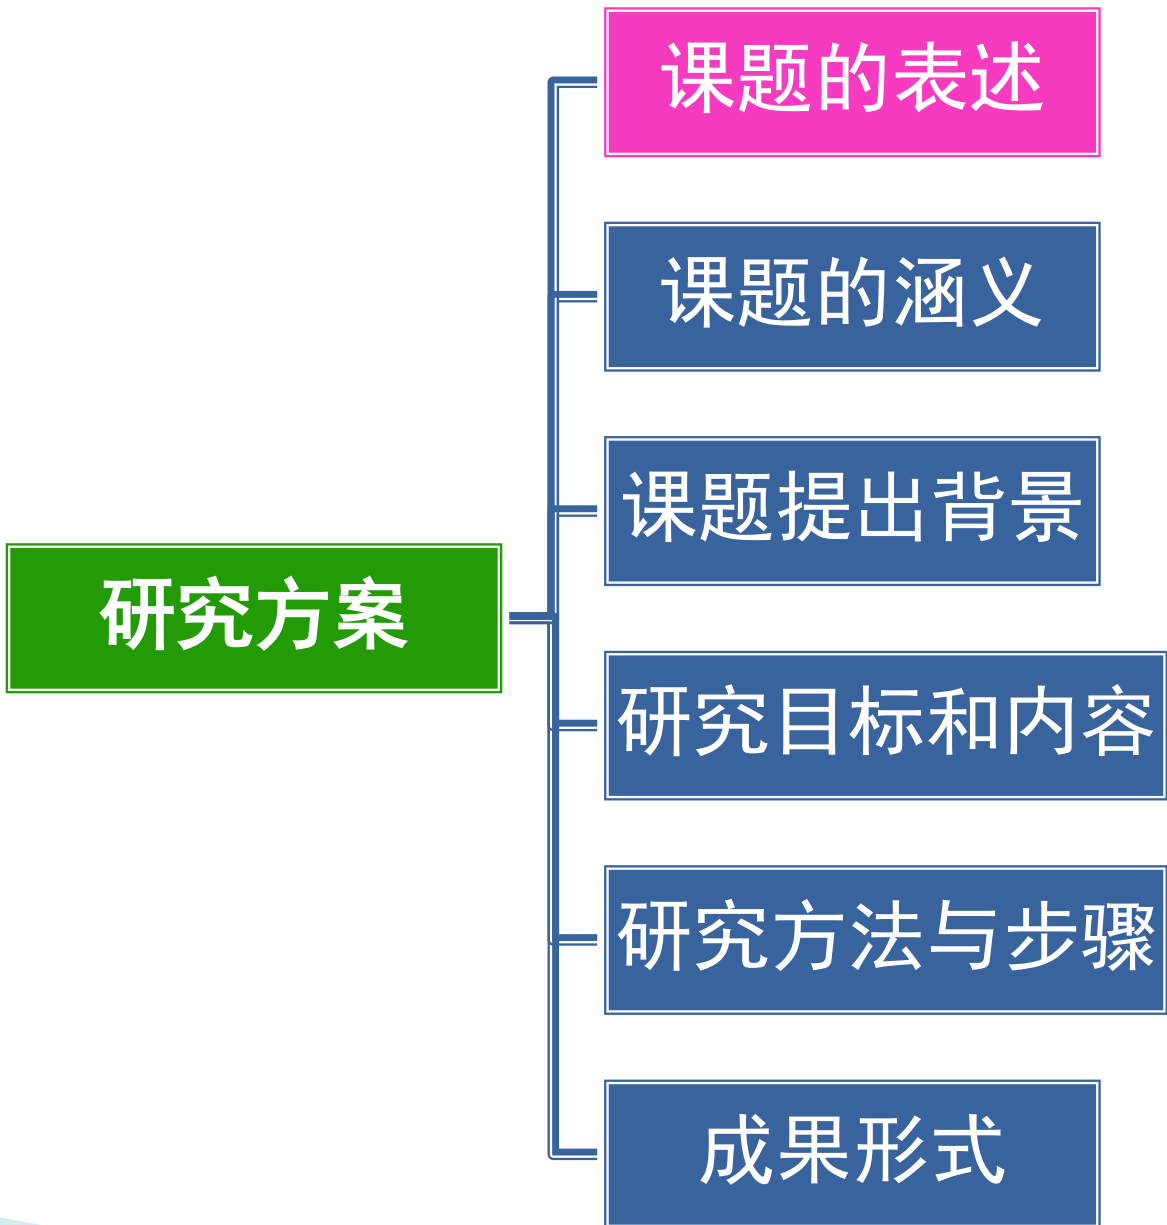 课题的表述
课题的涵义
课题提出背景
研究方案
研究目标和内容
研究方法与步骤
成果形式